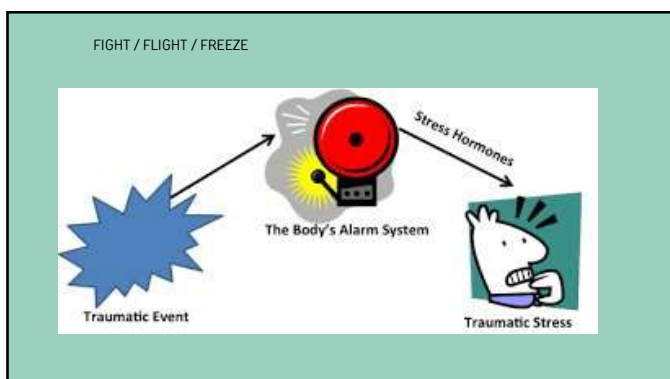 FIGHT / FLIGHT / FREEZE
Stress Hormones
The Body's Alarm System
Traumatic Event
Traumatic Stress